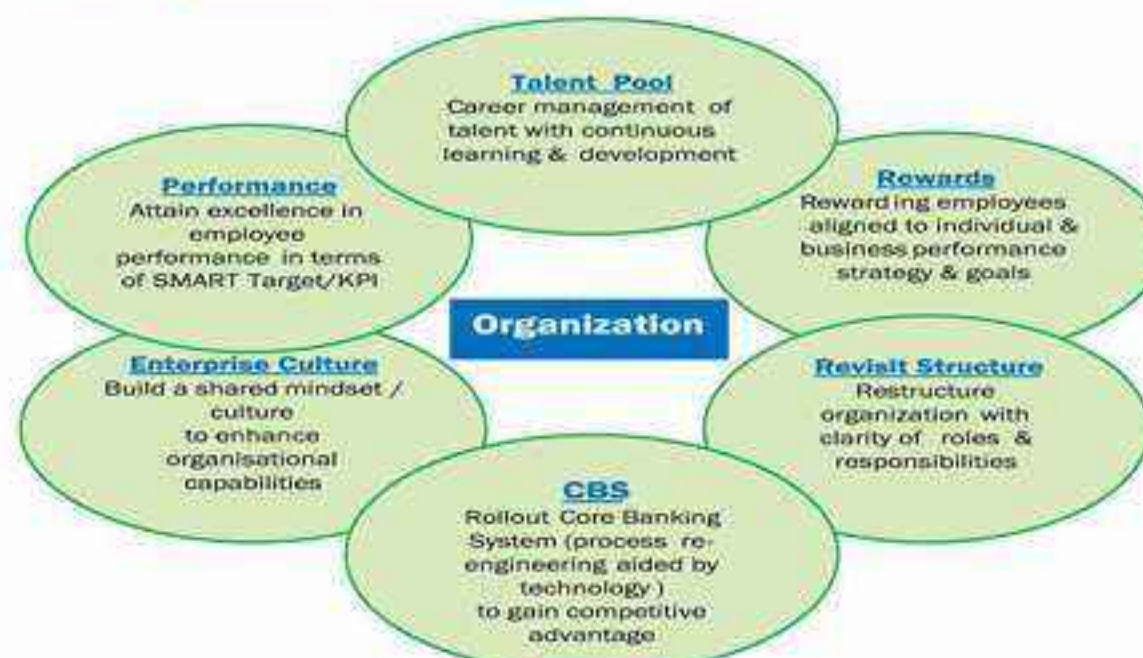 Talent Pool
Career management of
talent with continuous
learning & development
Performance
Attain excellence in
employee
performance in terms
of SMART Target/KPI
Rewards
Rewarding employees
aligned to individual &
business performance
strategy & goals
Organization
Enterprise Culture
Build a shared mindset /
culture
to enhance
organisational
capabilities
Revisit Structure
Restructure
organization with
clarity of roles &
responsibilities
CBS
Rollout Core Banking
System (process re-
engineering aided by
technology )
to gain competitive
advantage